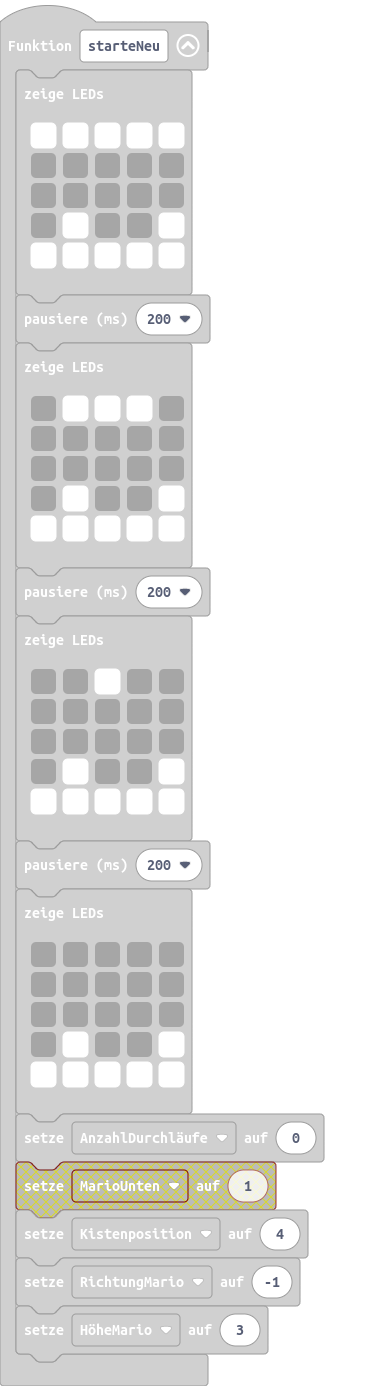 Funktion starteNeu
zeige LEDs
pausiere (ms) 200
zeige LEDs
pausiere (ms) 200
zeige LEDs
pausiere (ms) 200
zeige LEDs
setze AnzahlDurchläufe auf 0
setze MarioUnten auf 1
setze Kistenposition auf 4
setze RichtungMario auf -1
setze HöheMario auf 3